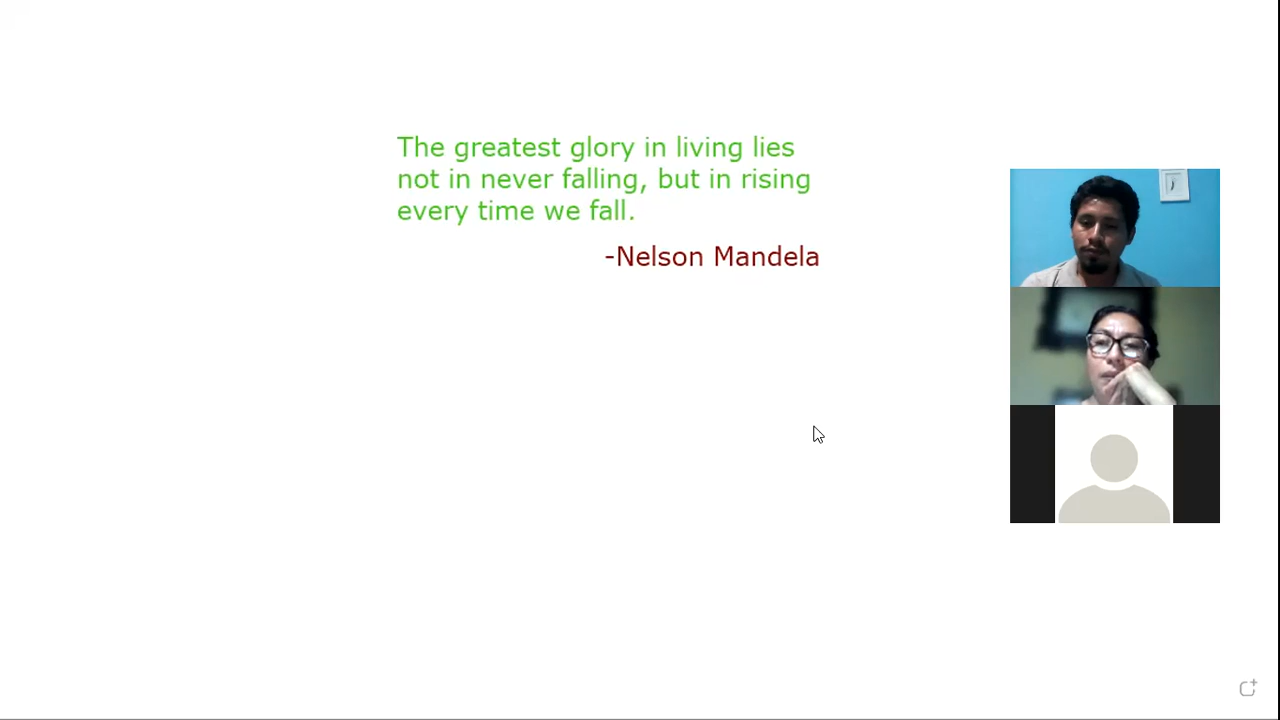 The greatest glory in living lies
not in never falling, but in rising
every time we fall.
-Nelson Mandela